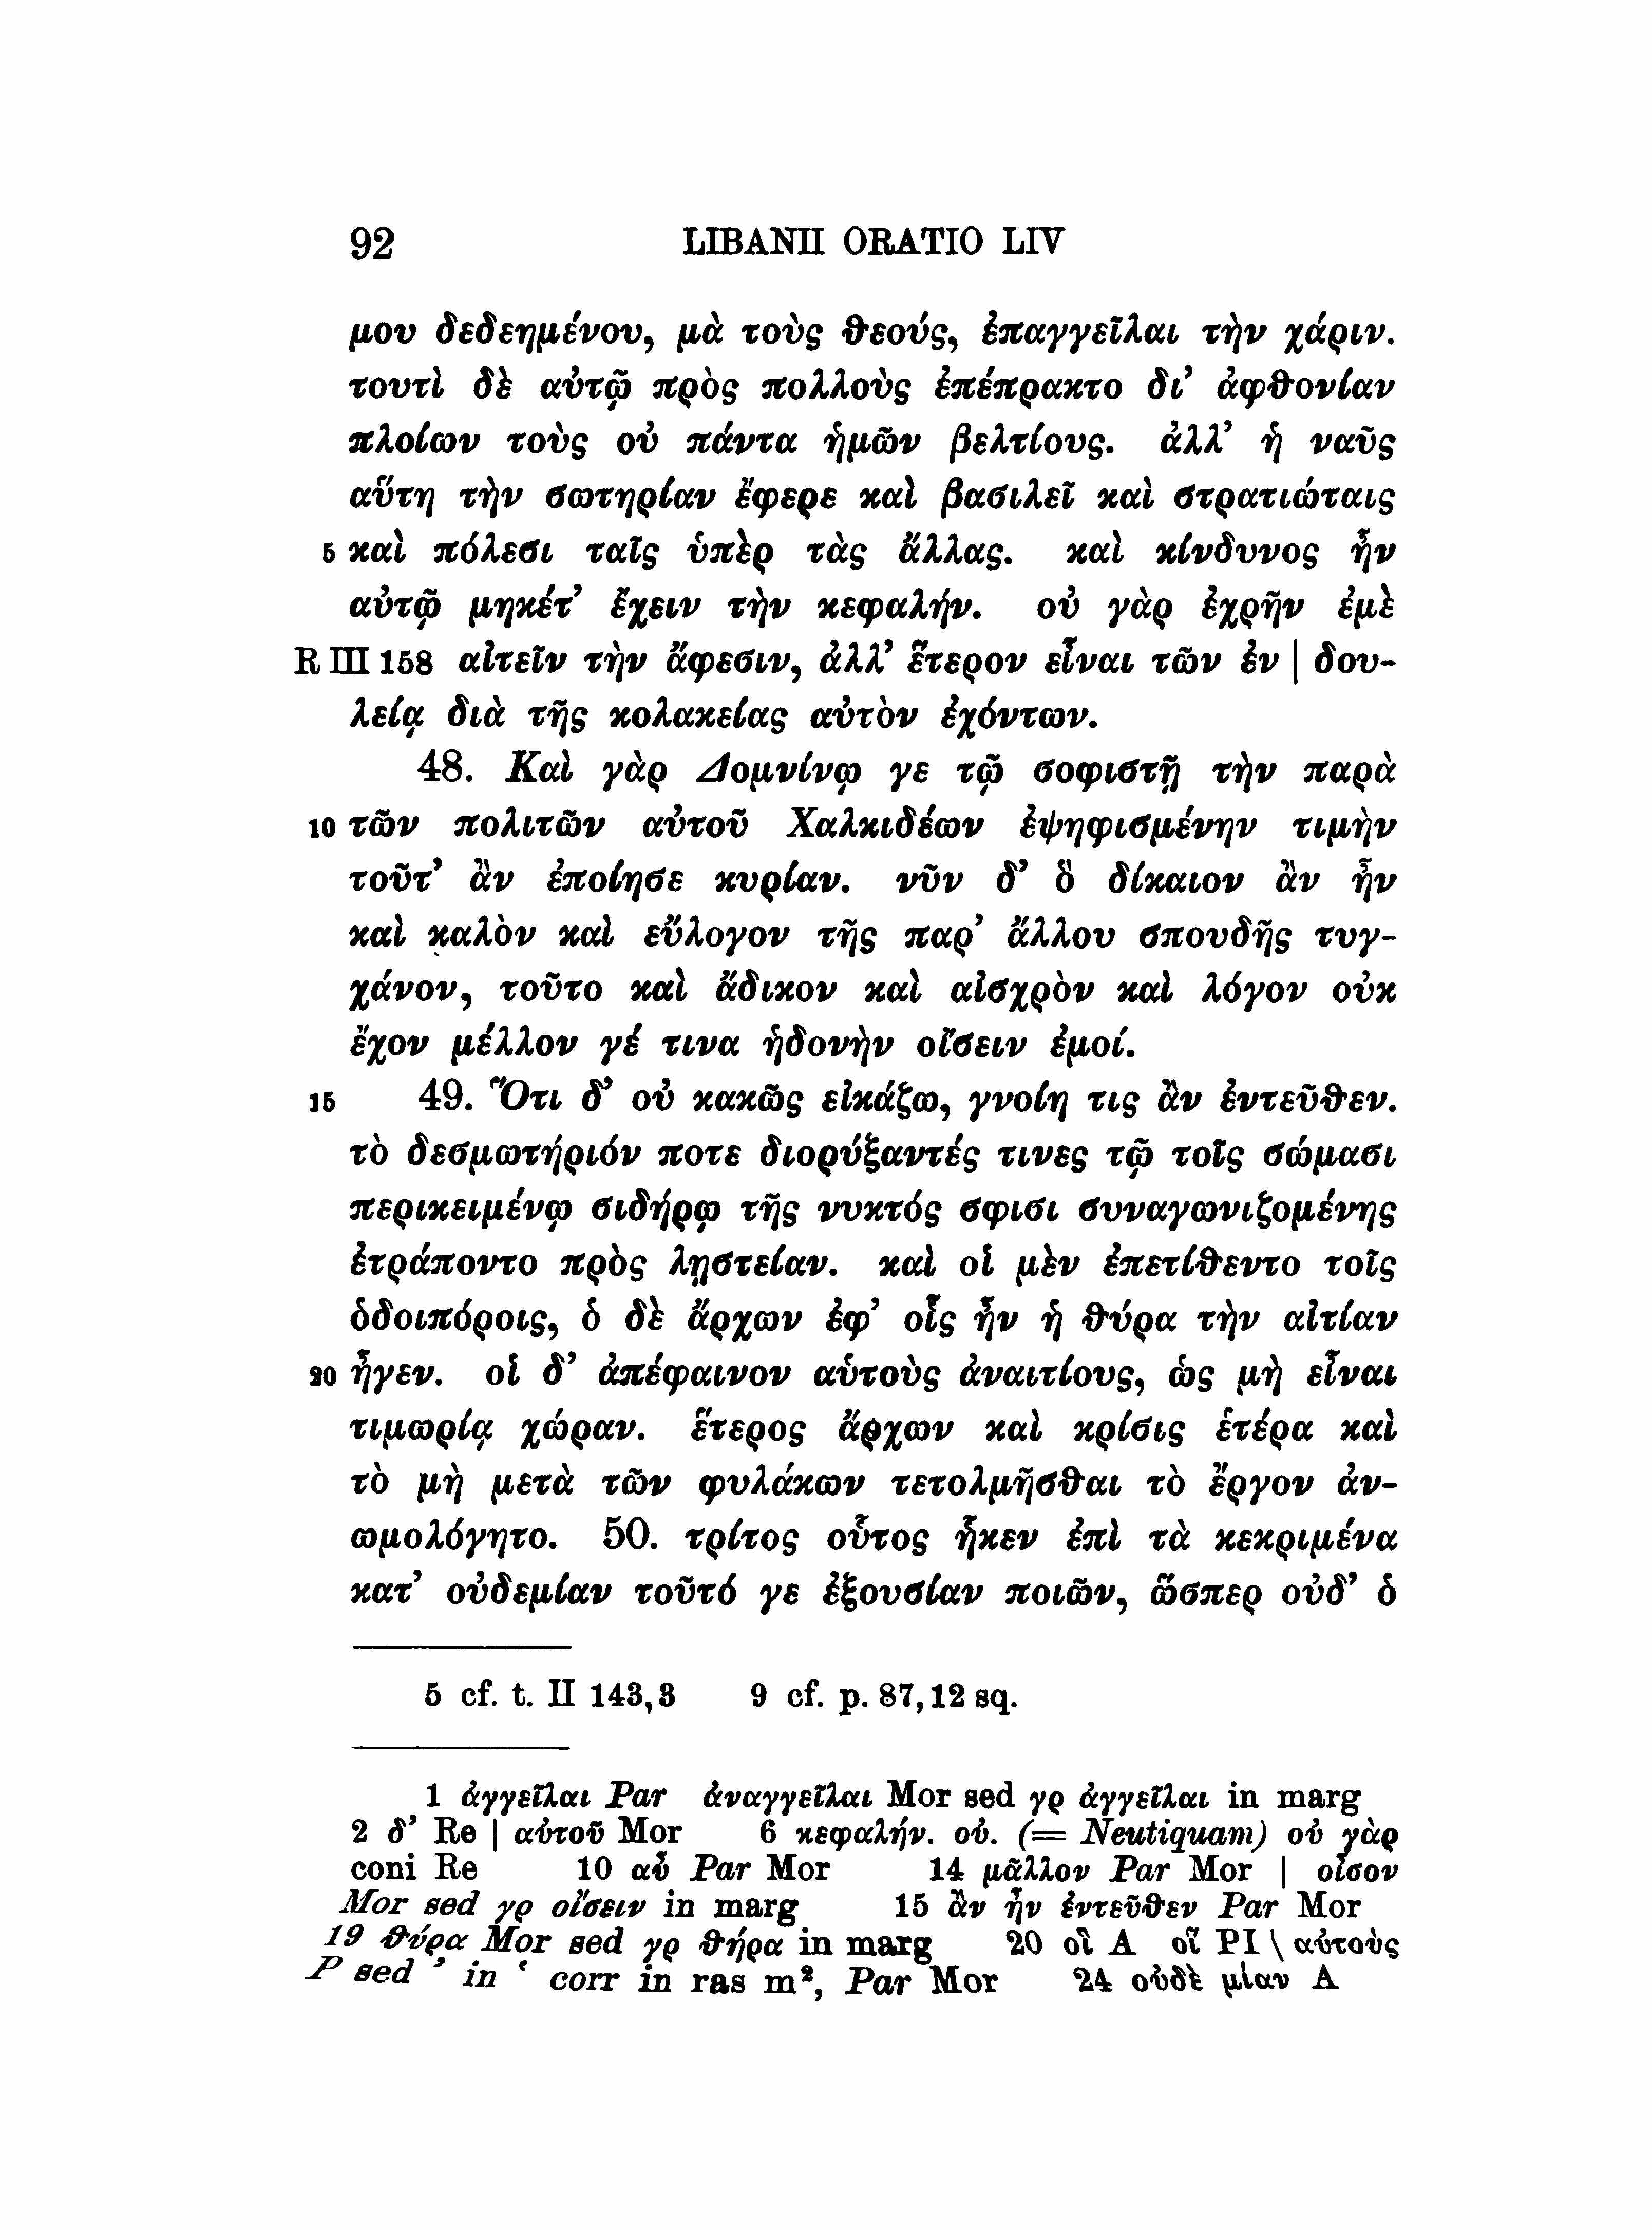 92 LIBANII ORATIO LIV
μου δεδεημένου, μὰ τοὺς θεούς, ἐπαγγεῖλαι τὴν χάριν.
τουτὶ δὲ αὐτῷ πρὸς πολλοὺς ἐπέπρακτο δι’ ἀφθονίαν
πλοίων τοὺς οὐ πάντα ἡμῶν βελτίους. ἀλλ’ ἡ ναῦς
αὕτη τὴν σωτηρίαν ἔφερε καὶ βασιλεῖ καὶ στρατιώταις
5 καὶ πόλεσι ταῖς ὑπὲρ τὰς ἄλλας. καὶ κίνδυνος ἦν
αὐτῷ μηκέτ’ ἔχειν τὴν κεφαλήν. οὐ γὰρ ἐχρῆν ἐμὲ
R III 158 αἰτεῖν τὴν ἄφεσιν, ἀλλ’ ἕτερον εἶναι τῶν ἐν | δου-
λείᾳ διὰ τῆς κολακείας αὐτὸν ἐχόντων.
48. Καὶ γὰρ Δομνίνῳ γε τῷ σοφιστῇ τὴν παρὰ
10 τῶν πολιτῶν αὐτοῦ Χαλκιδέων ἐψηφισμένην τιμὴν
τοῦτ’ ἂν ἐποίησε κυρίαν. νῦν δ’ ὃ δίκαιον ἂν ἦν
καὶ καλὸν καὶ εὔλογον τῆς παρ’ ἄλλου σπουδῆς τυγ-
χάνον, τοῦτο καὶ ἄδικον καὶ αἰσχρὸν καὶ λόγον οὐκ
ἔχον μέλλον γέ τινα ἡδονὴν οἴσειν ἐμοί.
15 49. Ὅτι δ’ οὐ κακῶς εἰκάζω, γνοίη τις ἂν ἐντεῦθεν.
τὸ δεσμωτήριόν ποτε διορύξαντές τινες τῷ τοῖς σώμασι
περικειμένῳ σιδήρῳ τῆς νυκτός σφισι συναγωνιζομένης
ἐτράποντο πρὸς λῃστείαν. καὶ οἱ μὲν ἐπετίθεντο τοῖς
ὁδοιπόροις, ὁ δὲ ἄρχων ἐφ’ οἷς ἦν ἡ θύρα τὴν αἰτίαν
20 ἦγεν. οἱ δ’ ἀπέφαινον αὑτοὺς ἀναιτίους, ὡς μὴ εἶναι
τιμωρίᾳ χώραν. ἕτερος ἄρχων καὶ κρίσις ἑτέρα καὶ
τὸ μὴ μετὰ τῶν φυλάκων τετολμῆσθαι τὸ ἔργον ἀν-
ωμολόγητο. 50. τρίτος οὗτος ἧκεν ἐπὶ τὰ κεκριμένα
κατ’ οὐδεμίαν τοῦτό γε ἐξουσίαν ποιῶν, ὥσπερ οὐδ’ ὁ
5 cf. t. II 143,3 9 cf. p. 87,12 sq.
1 ἀγγεῖλαι Par ἀναγγεῖλαι Mor sed γρ ἀγγεῖλαι in marg
2 δ’ Re | αὐτοῦ Mor 6 κεφαλήν. οὐ. (= Neutiquam) οὐ γὰρ
coni Re 10 αὖ Par Mor 14 μᾶλλον Par Mor | οἶσον
Mor sed γρ οἴσειν in marg 15 ἂν ἦν ἐντεῦθεν Par Mor
19 θύρα Mor sed γρ θήρα in marg 20 οἳ A οἵ PI \ αὐτοὺς
P sed ’ in ‘ corr in ras m², Par Mor 24 οὐδὲ μίαν A